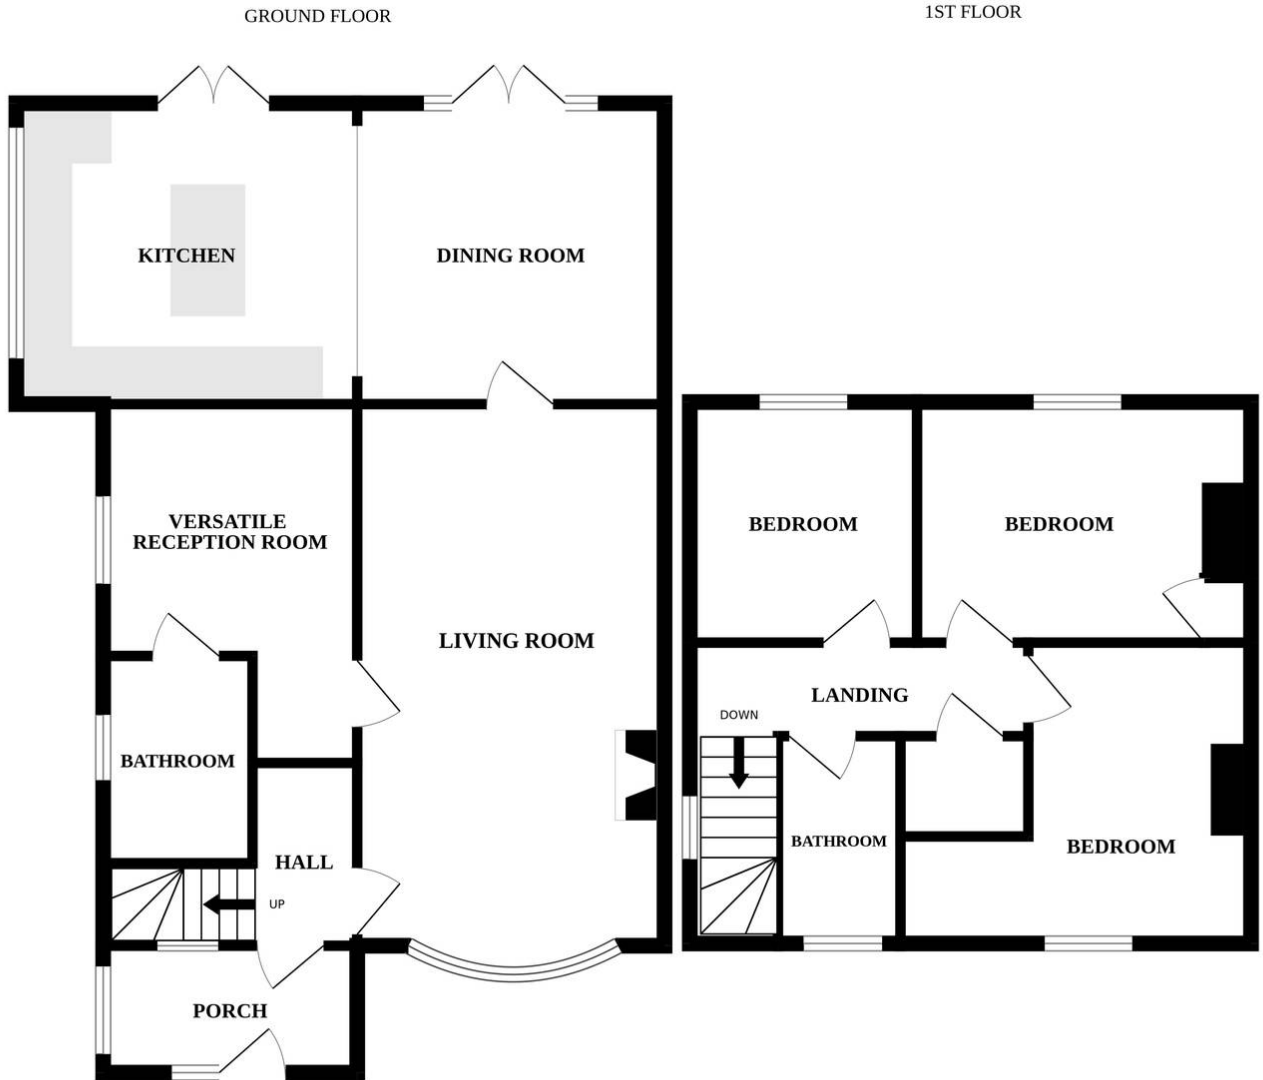 GROUND FLOOR
KITCHEN
DINING ROOM
VERSATILE
RECEPTION ROOM
LIVING ROOM
BATHROOM
HALL
UP
PORCH
1ST FLOOR
BEDROOM
BEDROOM
LANDING
DOWN
BATHROOM
BEDROOM